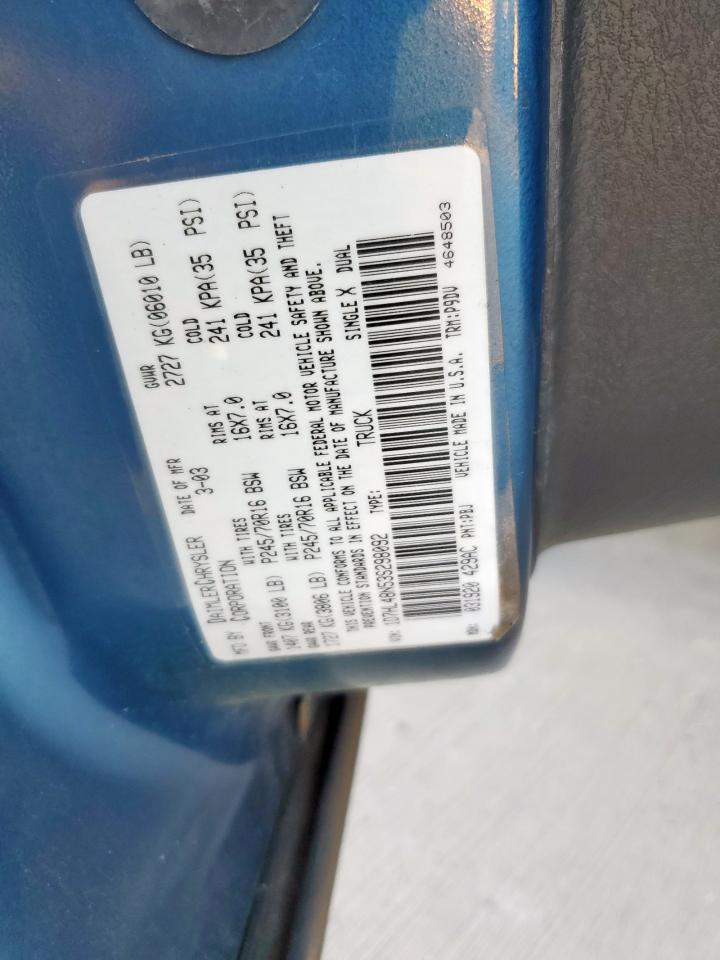 MFD BY DAIMLERCHRYSLER CORPORATION DATE OF MFR 3-03 GVWR 2727 KG(06010 LB)
GAWR FRONT 1407 KG(3100 LB) WITH TIRES P245/70R16 BSW RIMS AT 16X7.0 COLD 241 KPA(35 PSI)
GAWR REAR 1727 KG(3806 LB) WITH TIRES P245/70R16 BSW RIMS AT 16X7.0 COLD 241 KPA(35 PSI)
THIS VEHICLE CONFORMS TO ALL APPLICABLE FEDERAL MOTOR VEHICLE SAFETY AND THEFT
PREVENTION STANDARDS IN EFFECT ON THE DATE OF MANUFACTURE SHOWN ABOVE.
VIN: 1D7HL48N53S298092 TYPE: TRUCK SINGLE X DUAL
MDH: 031920 429AC PNT:PBJ VEHICLE MADE IN U.S.A. TRM:P9DV 4648503